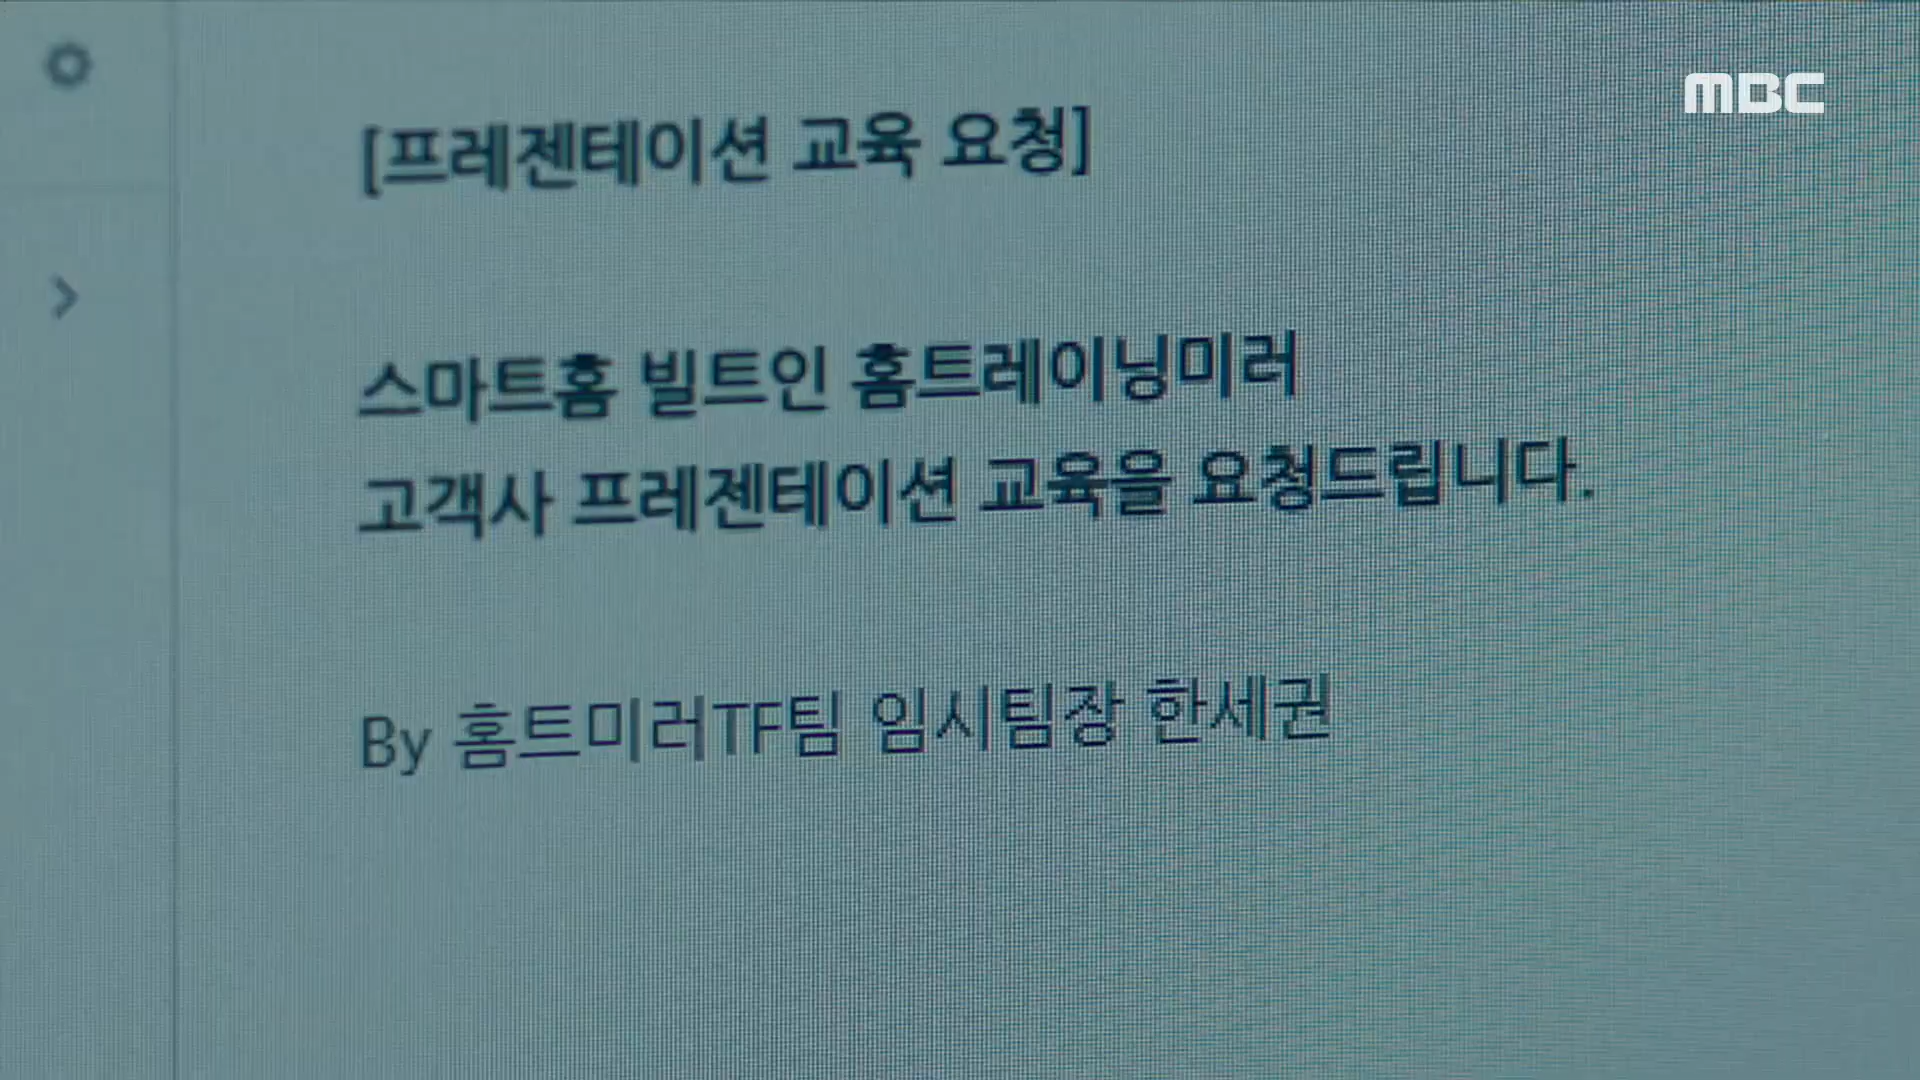 MBC
[프레젠테이션 교육 요청]
스마트홈 빌트인 홈트레이닝미러
고객사 프레젠테이션 교육을 요청드립니다.
By 홈트미러TF팀 임시팀장 한세권